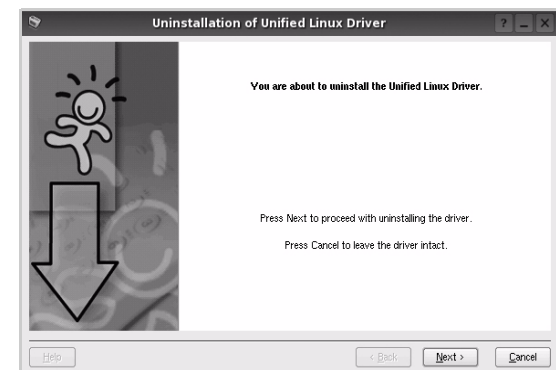 Uninstallation of Unified Linux Driver
You are about to uninstall the Unified Linux Driver.
Press Next to proceed with uninstalling the driver.
Press Cancel to leave the driver intact.
Help
< Back
Next >
Cancel